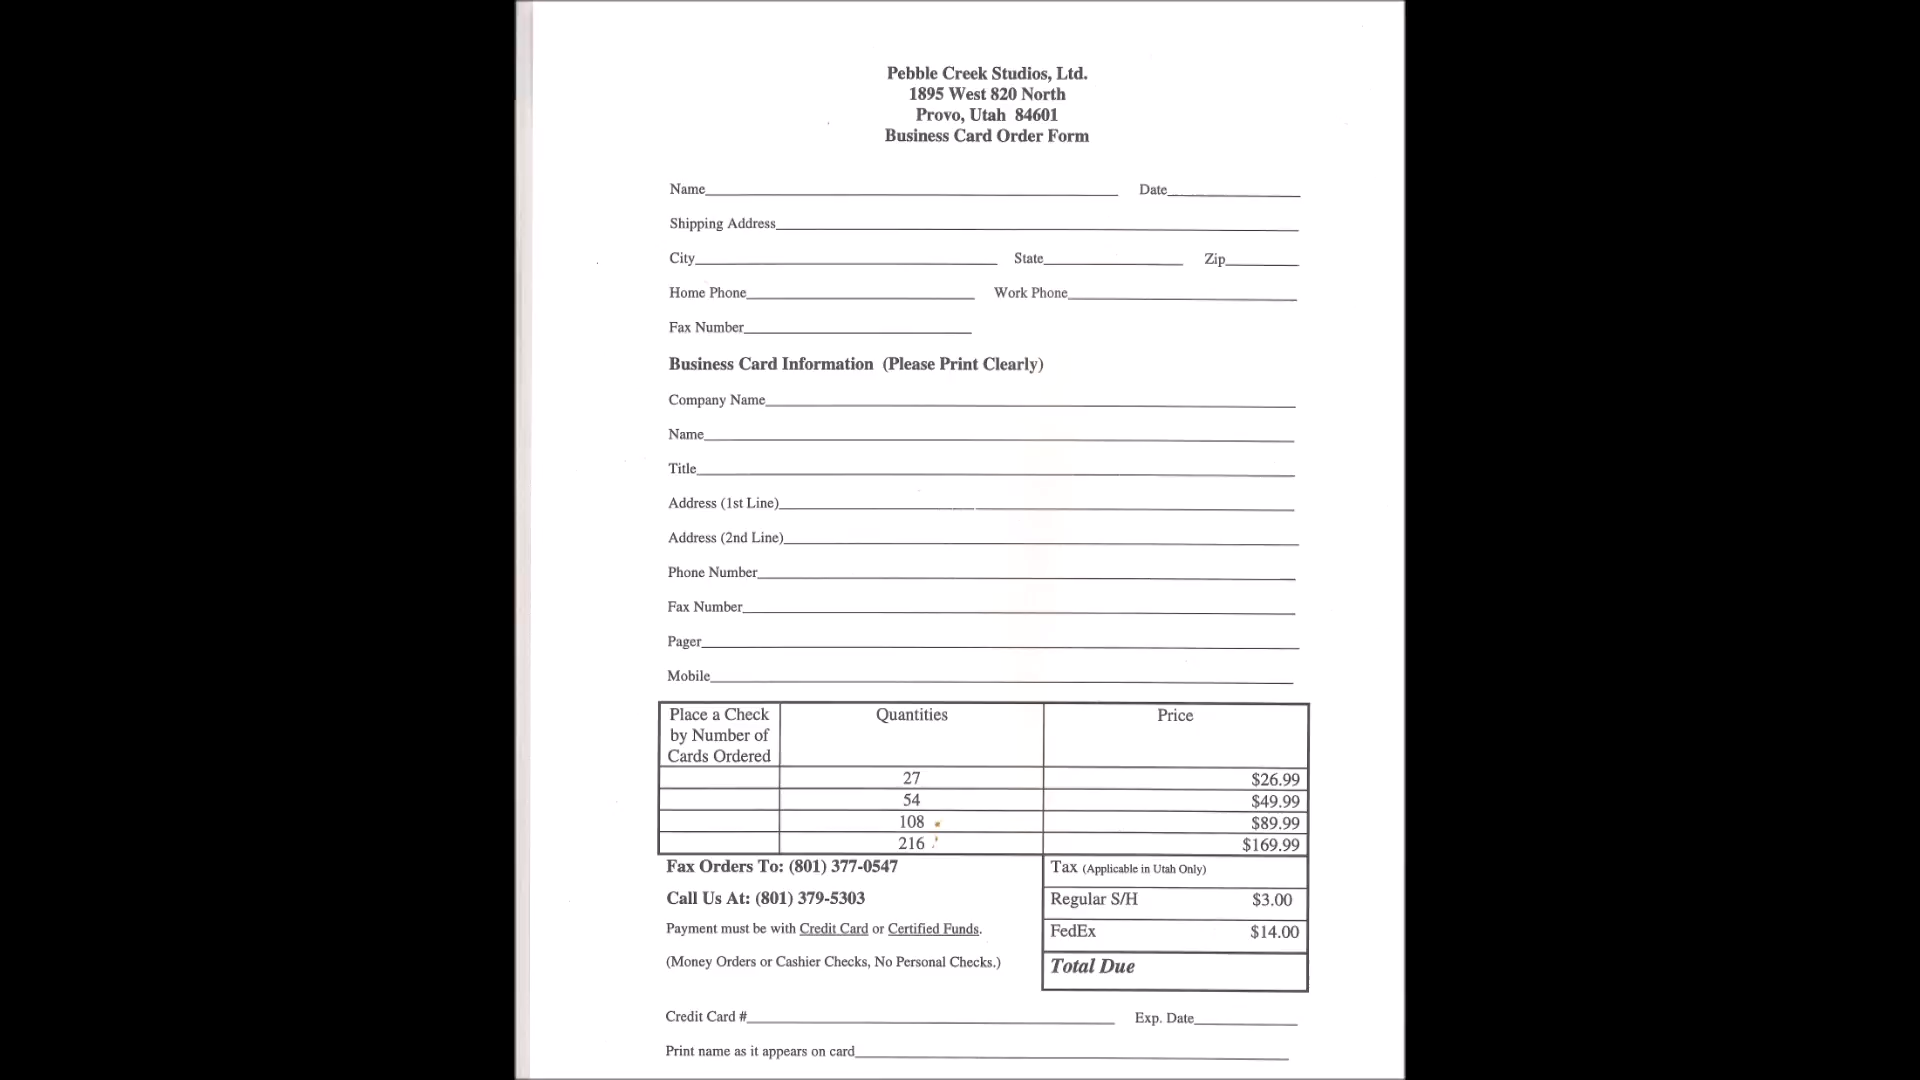 Pebble Creek Studios, Ltd.
1895 West 820 North
Provo, Utah 84601
Business Card Order Form
Name Date
Shipping Address
City State Zip
Home Phone Work Phone
Fax Number
Business Card Information (Please Print Clearly)
Company Name
Name
Title
Address (1st Line)
Address (2nd Line)
Phone Number
Fax Number
Pager
Mobile
Place a Check Quantities Price
by Number of
Cards Ordered
27 $26.99
54 $49.99
108 $89.99
216 $169.99
Fax Orders To: (801) 377-0547 Tax (Applicable in Utah Only)
Call Us At: (801) 379-5303 Regular S/H $3.00
Payment must be with Credit Card or Certified Funds. FedEx $14.00
(Money Orders or Cashier Checks, No Personal Checks.) Total Due
Credit Card # Exp. Date
Print name as it appears on card